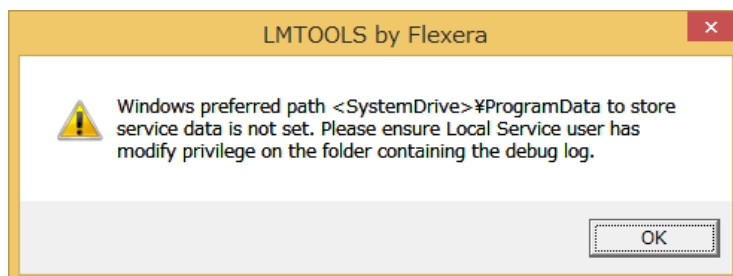 LMTOOLS by Flexera
Windows preferred path <SystemDrive>¥ProgramData to store
service data is not set. Please ensure Local Service user has
modify privilege on the folder containing the debug log.
OK